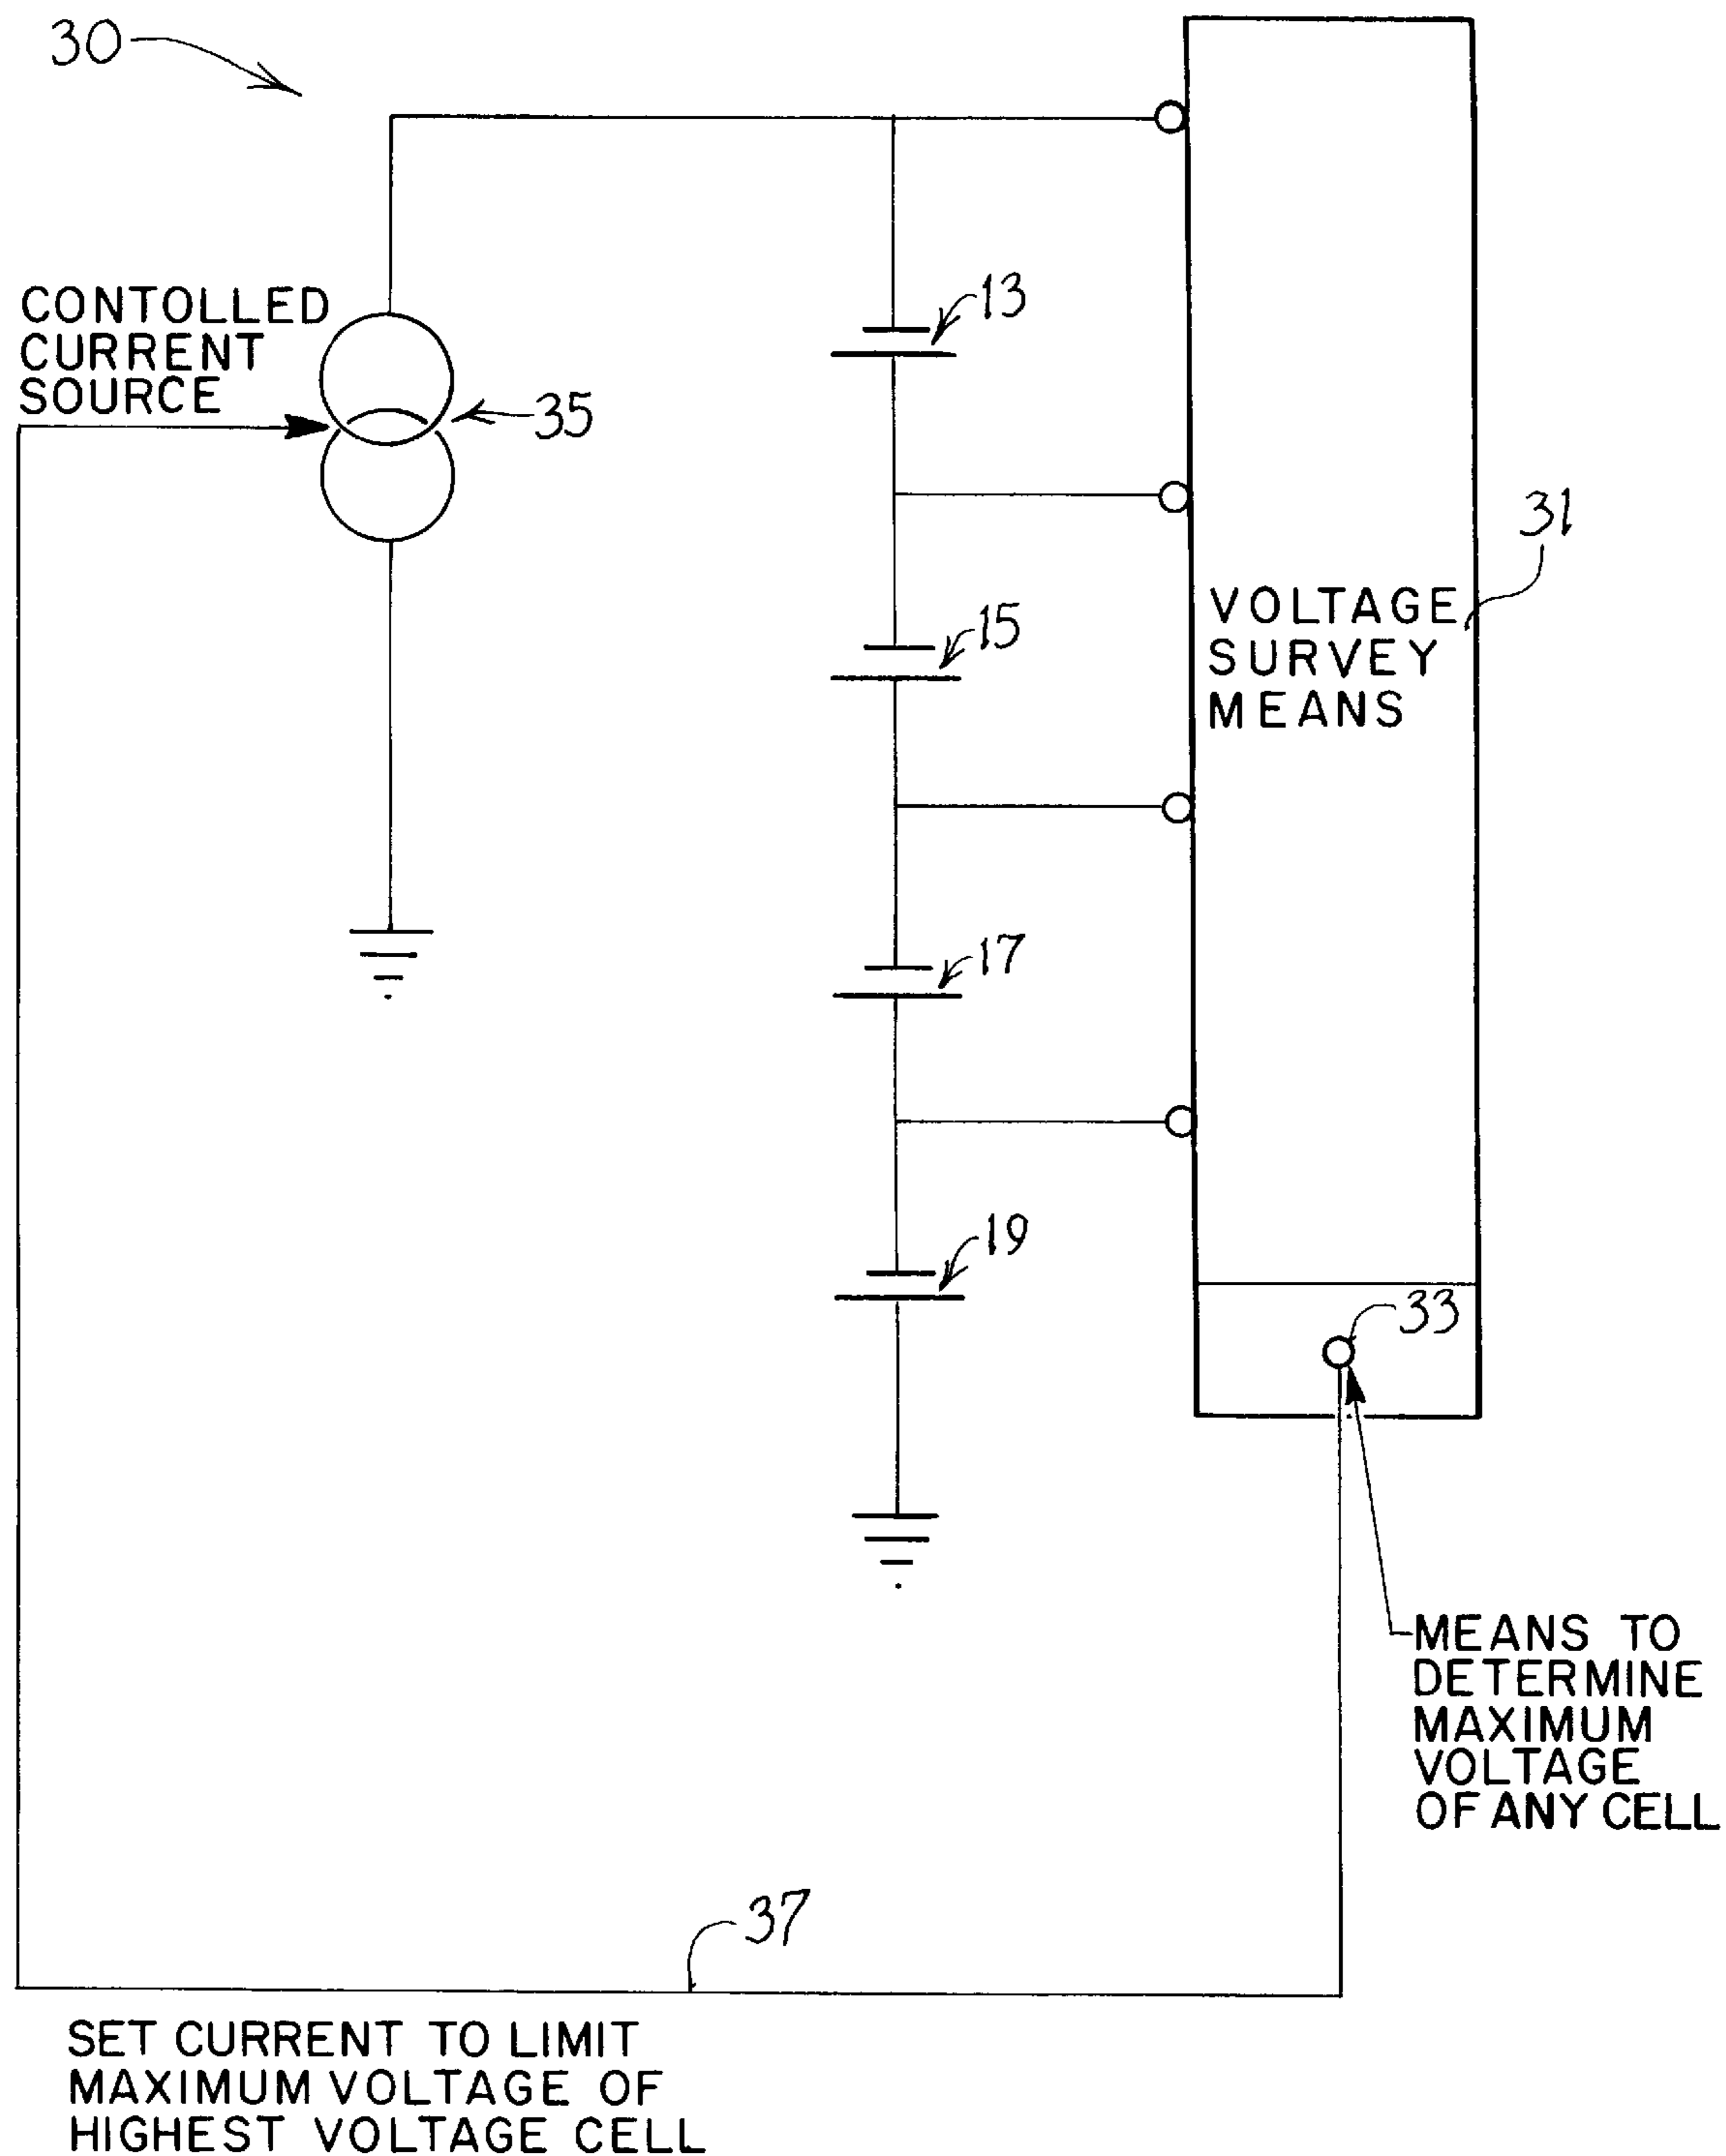 30
CONTOLLED
CURRENT
SOURCE
35
13
31
VOLTAGE
SURVEY
MEANS
15
17
19
33
MEANS TO
DETERMINE
MAXIMUM
VOLTAGE
OF ANY CELL
37
SET CURRENT TO LIMIT
MAXIMUM VOLTAGE OF
HIGHEST VOLTAGE CELL